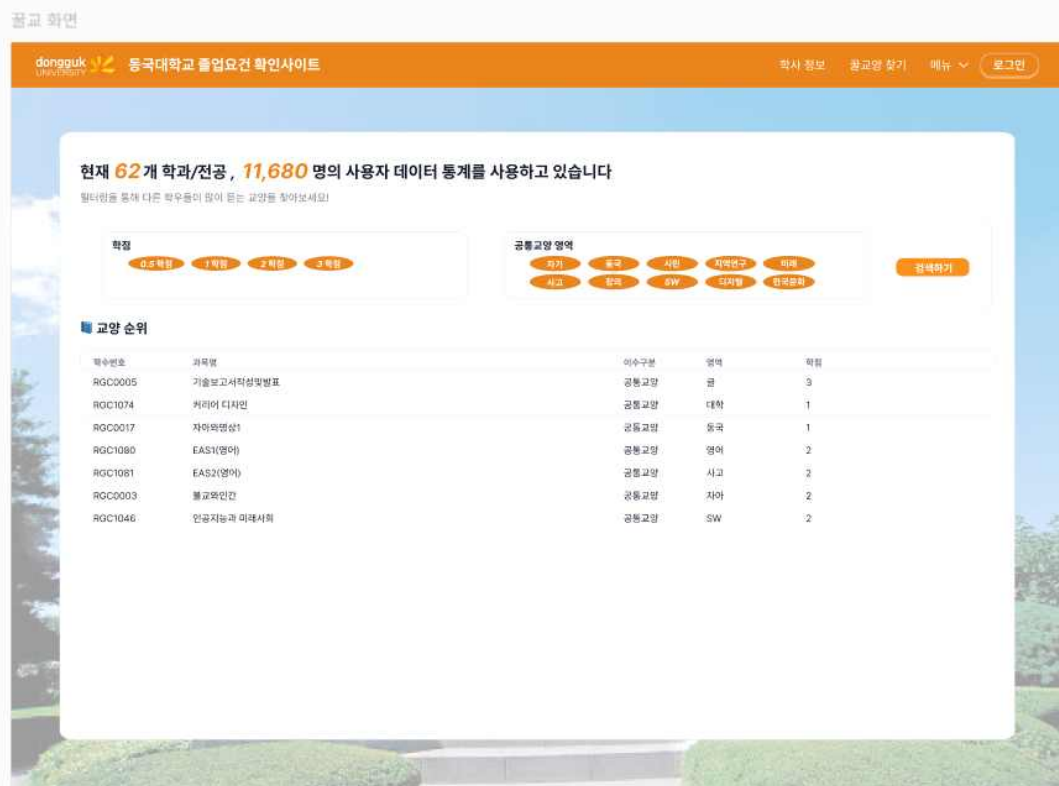 꿀교 화면
dongguk UNIVERSITY 동국대학교 졸업요건 확인사이트 학사 정보 꿀교양 찾기 메뉴 로그인
현재 62개 학과/전공 , 11,680 명의 사용자 데이터 통계를 사용하고 있습니다
필터링을 통해 다른 학우들이 많이 듣는 교양을 찾아보세요!
학점
0.5 학점 1 학점 2 학점 3 학점
공통교양 영역
자기 동국 시민 지역연구 미래
사고 창의 SW 디지털 한국문화
검색하기
교양 순위
학수번호 과목명 이수구분 영역 학점
RGC0005 기술보고서작성및발표 공통교양 글 3
RGC1074 커리어 디자인 공통교양 대학 1
RGC0017 자아와명상1 공통교양 동국 1
RGC1080 EAS1(영어) 공통교양 영어 2
RGC1081 EAS2(영어) 공통교양 사고 2
RGC0003 불교와인간 공통교양 자아 2
RGC1046 인공지능과 미래사회 공통교양 SW 2